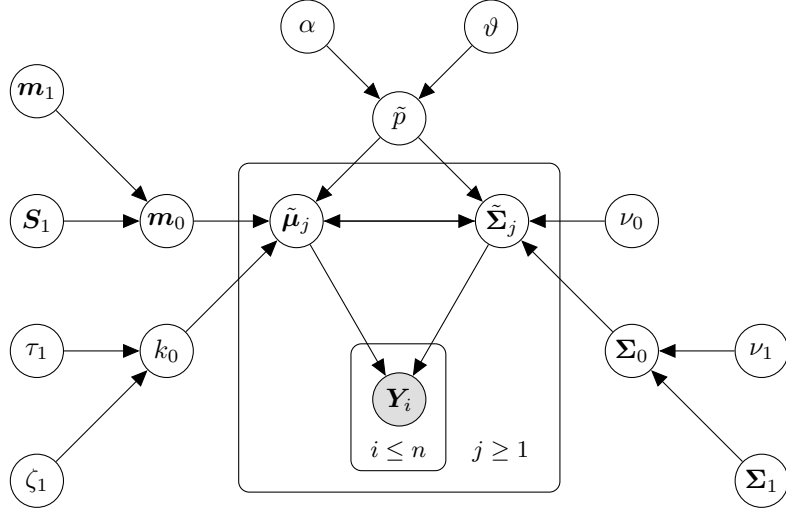 α ϑ
𝒎₁ p̃
𝑺₁ 𝒎₀ 𝝁̃ⱼ 𝚺̃ⱼ ν₀
τ₁ k₀ 𝚺₀ ν₁
𝒀ᵢ
i ≤ n j ≥ 1
ζ₁ 𝚺₁